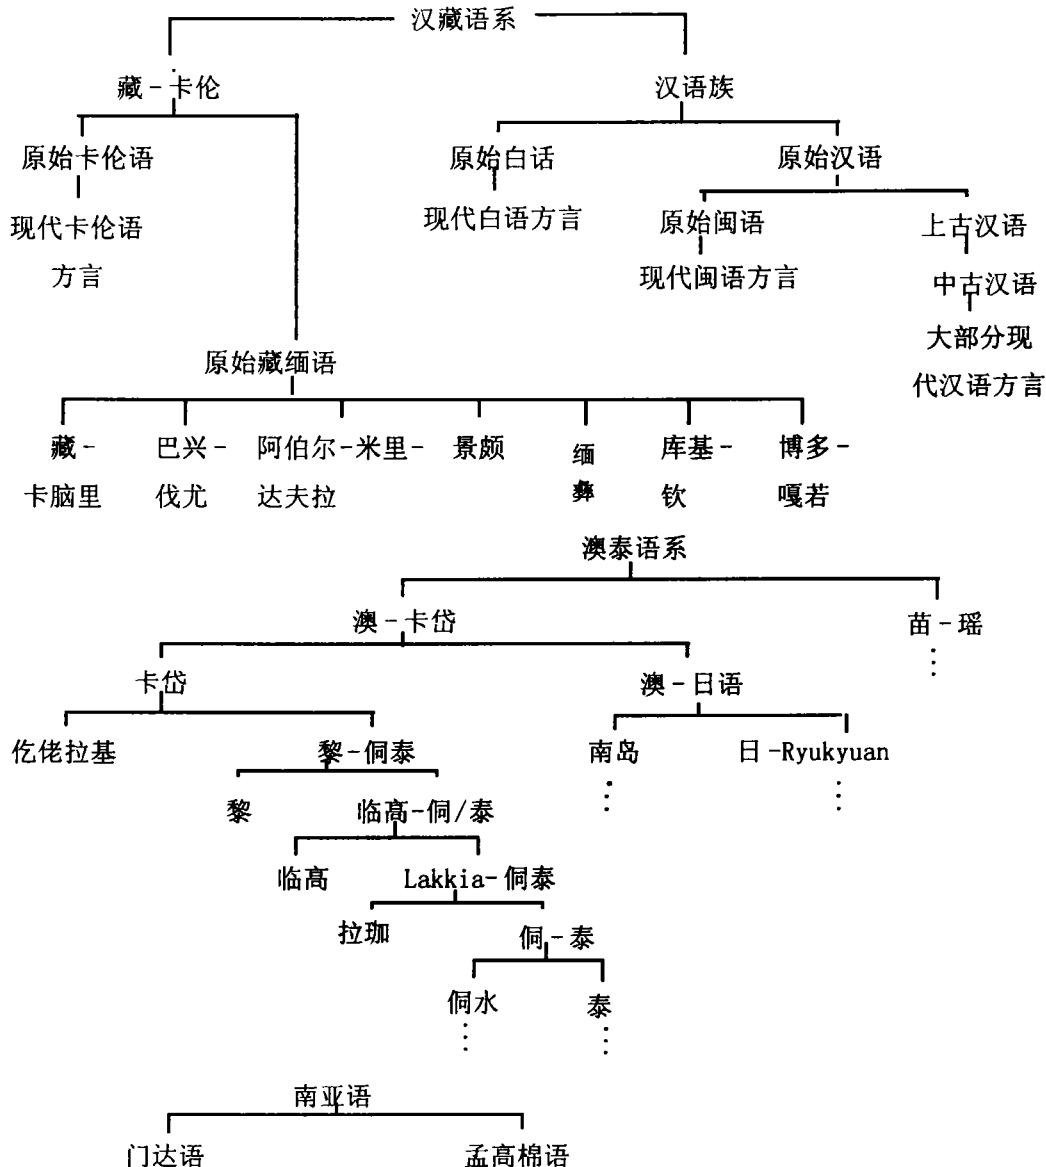 汉藏语系
藏-卡伦 汉语族
原始卡伦语 原始白话 原始汉语
现代卡伦语 现代白语方言 原始闽语 上古汉语
方言 现代闽语方言 中古汉语
大部分现
代汉语方言
原始藏缅语
藏- 巴兴- 阿伯尔-米里- 景颇 缅 库基- 博多-
卡脑里 伐尤 达夫拉 彝 钦 嘎若
澳泰语系
澳-卡岱 苗-瑶
卡岱 澳-日语
仡佬拉基 黎-侗泰 南岛 日-Ryukyuan
黎 临高-侗/泰
临高 Lakkia-侗泰
拉珈 侗-泰
侗水 泰
南亚语
门达语 孟高棉语